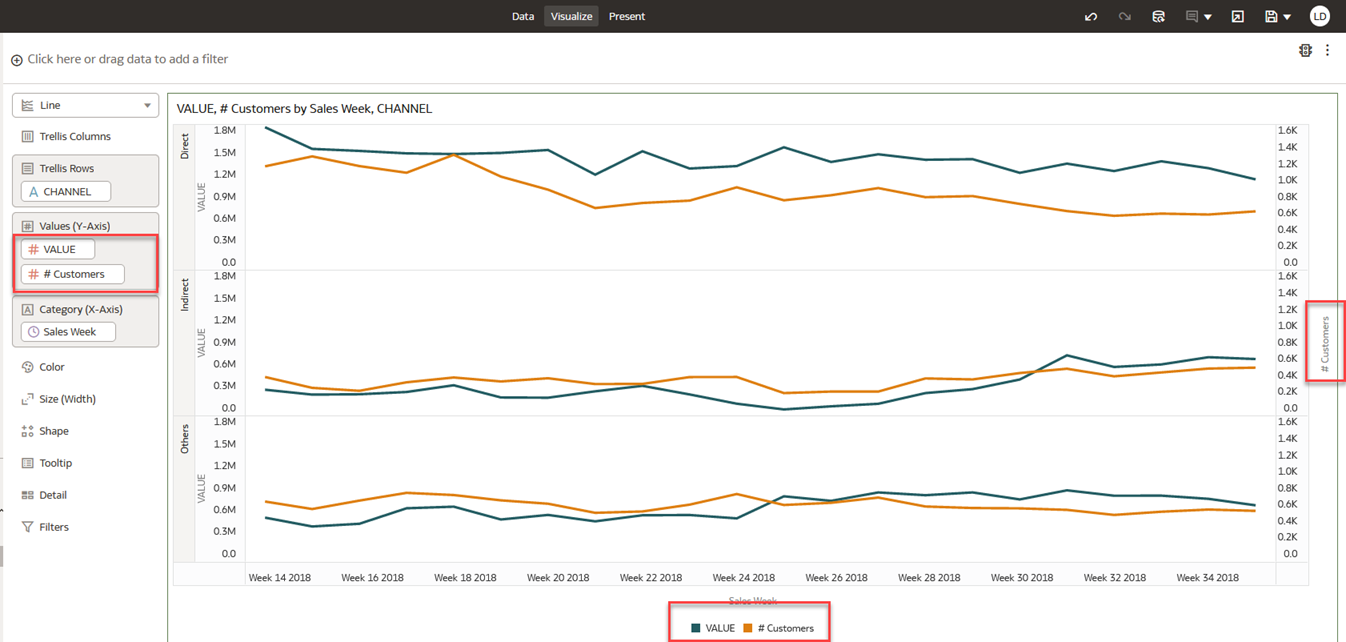 Data Visualize Present
LD
Click here or drag data to add a filter
Line
Trellis Columns
Trellis Rows
A CHANNEL
Values (Y-Axis)
# VALUE
# # Customers
Category (X-Axis)
Sales Week
Color
Size (Width)
Shape
Tooltip
Detail
Filters
VALUE, # Customers by Sales Week, CHANNEL
Direct
VALUE
1.8M
1.5M
1.2M
0.9M
0.6M
0.3M
0.0
1.6K
1.4K
1.2K
1.0K
0.8K
0.6K
0.4K
0.2K
0.0
Indirect
VALUE
1.8M
1.5M
1.2M
0.9M
0.6M
0.3M
0.0
1.6K
1.4K
1.2K
1.0K
0.8K
0.6K
0.4K
0.2K
0.0
Others
VALUE
1.8M
1.5M
1.2M
0.9M
0.6M
0.3M
0.0
1.6K
1.4K
1.2K
1.0K
0.8K
0.6K
0.4K
0.2K
0.0
# Customers
Week 14 2018 Week 16 2018 Week 18 2018 Week 20 2018 Week 22 2018 Week 24 2018 Week 26 2018 Week 28 2018 Week 30 2018 Week 32 2018 Week 34 2018
Sales Week
VALUE # Customers